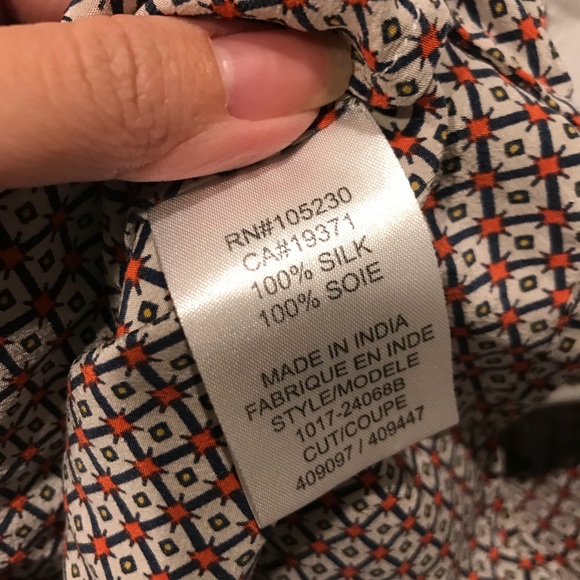 RN#105230
CA#19371
100% SILK
100% SOIE
MADE IN INDIA
FABRIQUE EN INDE
STYLE/MODELE
1017-24068B
CUT/COUPE
409097 / 409447